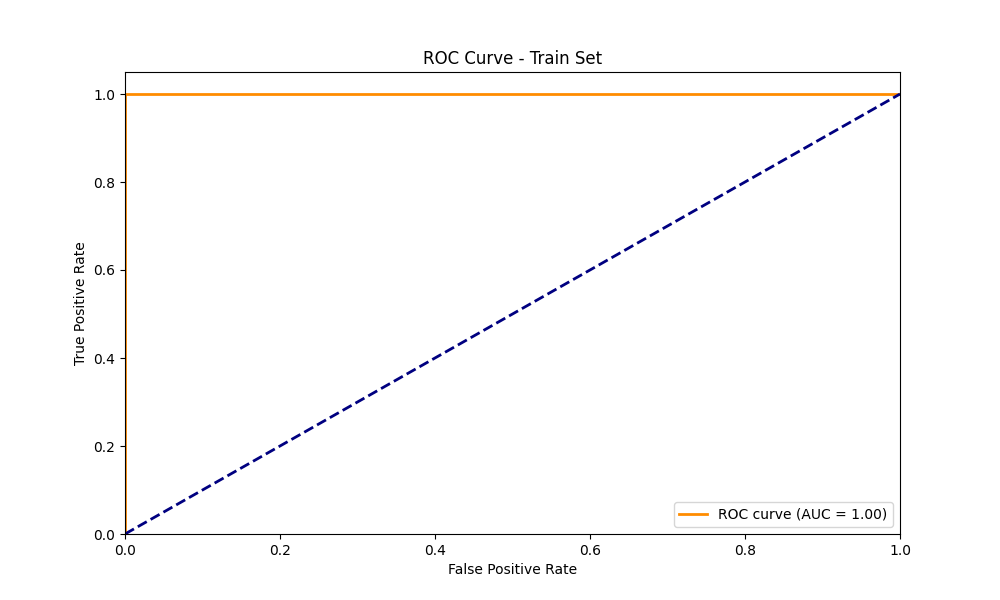 ROC Curve - Train Set
True Positive Rate
1.0
0.8
0.6
0.4
0.2
0.0
ROC curve (AUC = 1.00)
0.0 0.2 0.4 0.6 0.8 1.0
False Positive Rate